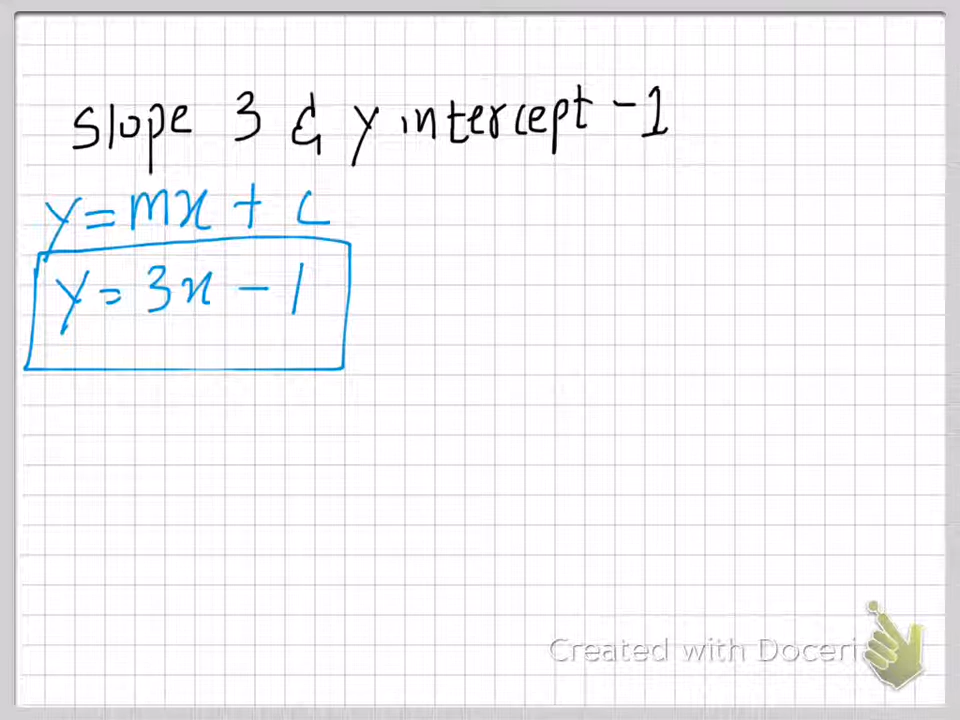 Slope 3 & y intercept -1
y = mx + c
y = 3x - 1
Created with Doceri